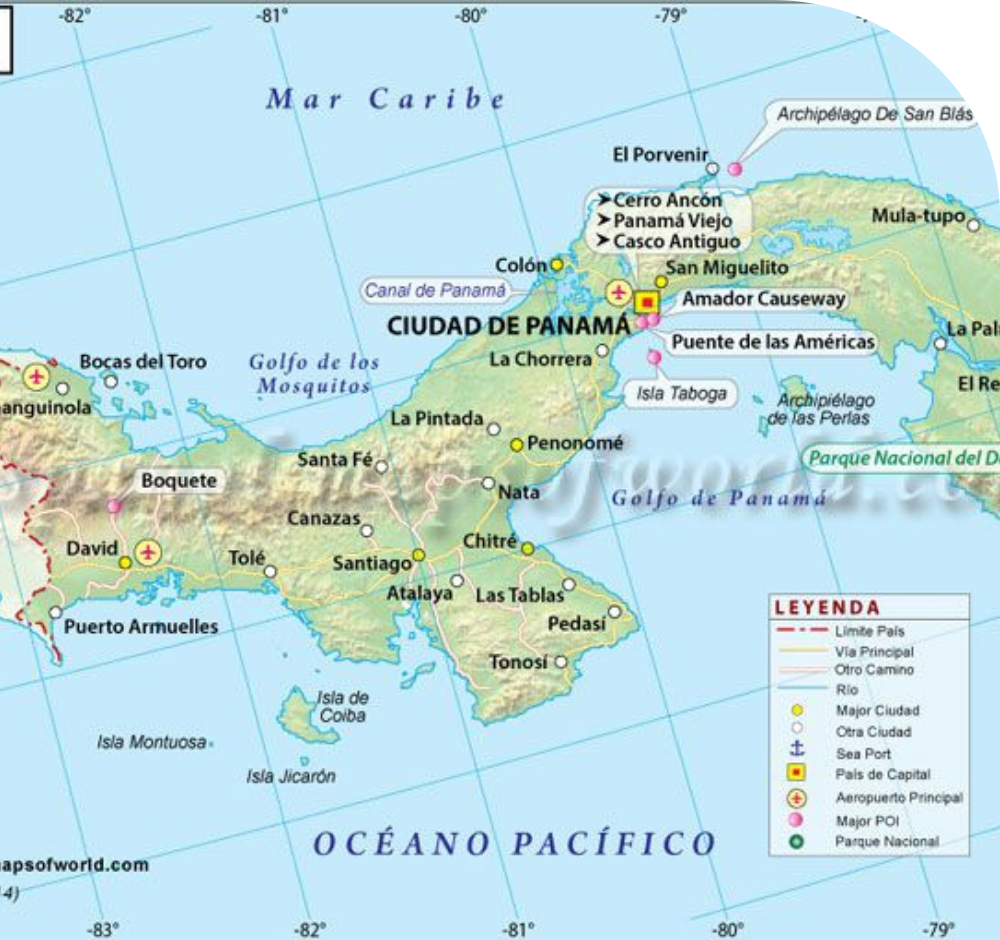 -82°
-81°
-80°
-79°
Mar Caribe
Archipélago De San Blás
El Porvenir
➤Cerro Ancón
➤Panamá Viejo
➤Casco Antiguo
Mula-tupo
Colón
San Miguelito
Canal de Panamá
Amador Causeway
CIUDAD DE PANAMÁ
Puente de las Américas
La Chorrera
La Pal
Bocas del Toro
Golfo de los
Mosquitos
Isla Taboga
El Re
anguinola
Archipiélago
de las Perlas
La Pintada
Penonomé
Parque Nacional del D
Santa Fé
Boquete
Nata
Golfo de Panamá
mapsofworld.co
Canazas
David
Tolé
Santiago
Chitré
Atalaya
Las Tablas
Puerto Armuelles
Pedasí
Tonosí
Isla de
Coiba
Isla Montuosa
Isla Jicarón
LEYENDA
Límite País
Vía Principal
Otro Camino
Río
Major Ciudad
Otra Ciudad
Sea Port
País de Capital
Aeropuerto Principal
Major POI
Parque Nacional
OCÉANO PACÍFICO
apsofworld.com
4)
-83°
-82°
-81°
-80°
-79°